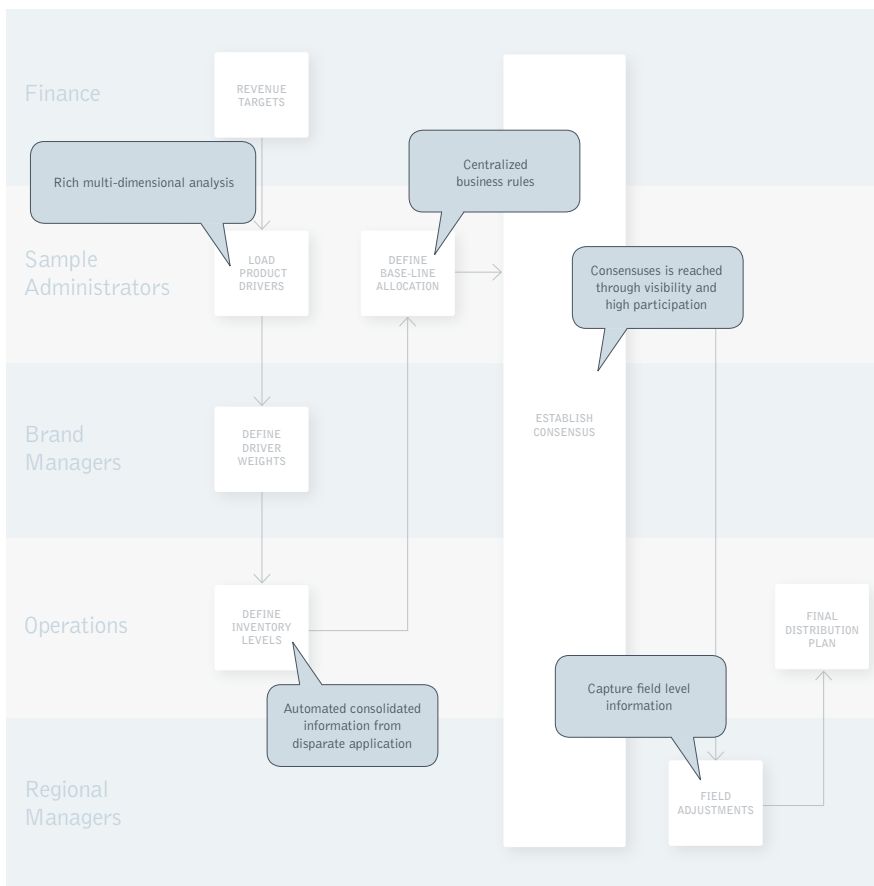 Finance
REVENUE
TARGETS
Rich multi-dimensional analysis
Centralized
business rules
Sample
Administrators
LOAD
PRODUCT
DRIVERS
DEFINE
BASE-LINE
ALLOCATION
Consensuses is reached
through visibility and
high participation
Brand
Managers
DEFINE
DRIVER
WEIGHTS
ESTABLISH
CONSENSUS
Operations
DEFINE
INVENTORY
LEVELS
FINAL
DISTRIBUTION
PLAN
Automated consolidated
information from
disparate application
Capture field level
information
Regional
Managers
FIELD
ADJUSTMENTS